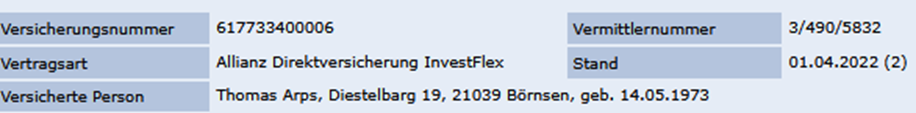 Versicherungsnummer 617733400006 Vermittlernummer 3/490/5832
Vertragsart Allianz Direktversicherung InvestFlex Stand 01.04.2022 (2)
Versicherte Person Thomas Arps, Diestelbarg 19, 21039 Börnsen, geb. 14.05.1973